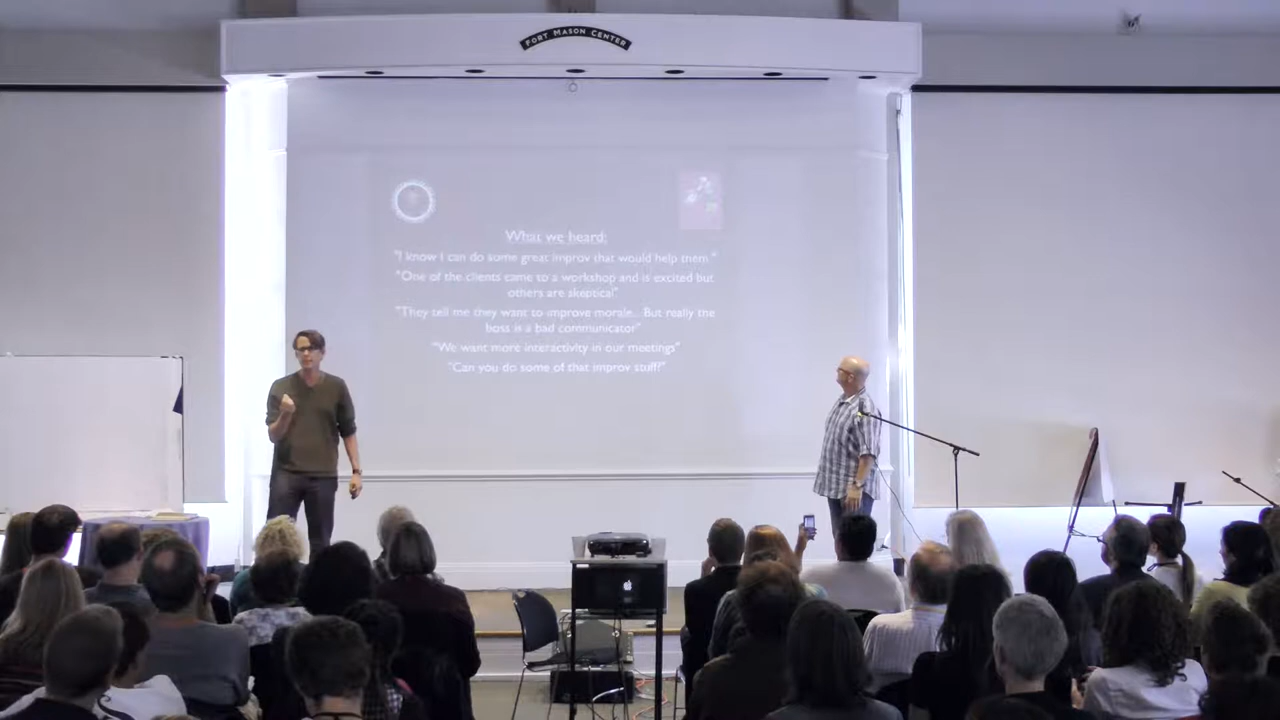 FORT MASON CENTER
What we heard:
"I know I can do some great improv that would help them."
"One of the clients came to a workshop and is excited but
others are skeptical"
"They tell me they want to improve morale... But really the
boss is a bad communicator"
"We want more interactivity in our meetings"
"Can you do some of that improv stuff?"